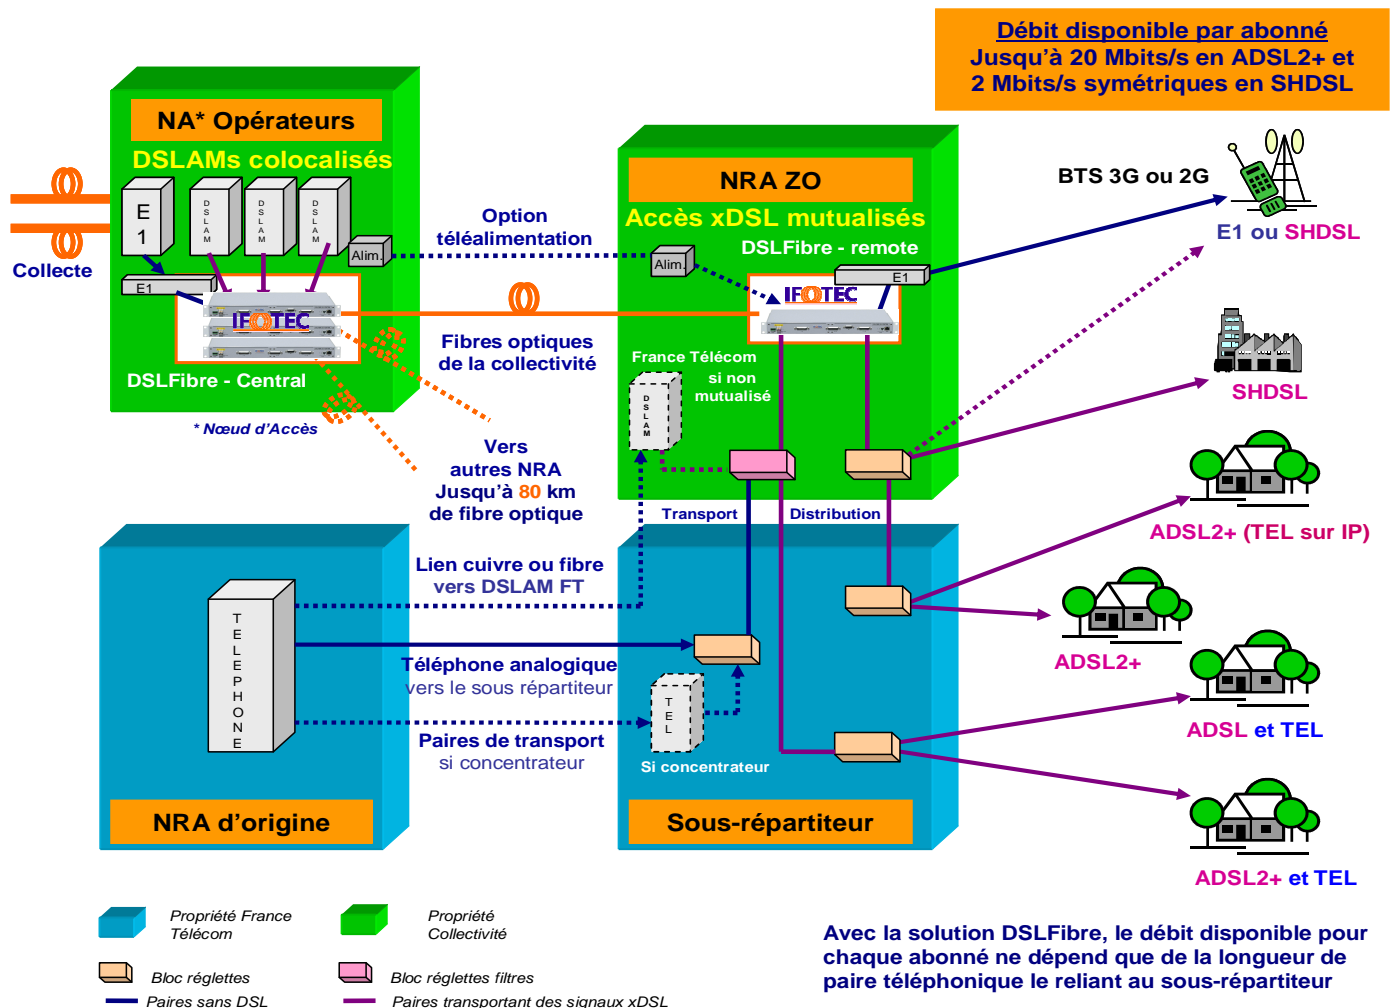 Débit disponible par abonné
Jusqu'à 20 Mbits/s en ADSL2+ et
2 Mbits/s symétriques en SHDSL
NA* Opérateurs
DSLAMs colocalisés
E
1
DSLAM
DSLAM
DSLAM
Alim.
E1
IFOTEC
DSLFibre - Central
* Nœud d'Accès
Collecte
Option
téléalimentation
Fibres optiques
de la collectivité
Vers
autres NRA
Jusqu'à 80 km
de fibre optique
NRA ZO
Accès xDSL mutualisés
DSLFibre - remote
Alim.
E1
IFOTEC
France Télécom
si non
mutualisé
DSLAM
Transport
Distribution
BTS 3G ou 2G
E1 ou SHDSL
SHDSL
ADSL2+ (TEL sur IP)
ADSL2+
ADSL et TEL
ADSL2+ et TEL
TELEPHONE
NRA d'origine
Lien cuivre ou fibre
vers DSLAM FT
Téléphone analogique
vers le sous répartiteur
Paires de transport
si concentrateur
TEL
Si concentrateur
Sous-répartiteur
Propriété France
Télécom
Propriété
Collectivité
Bloc réglettes
Bloc réglettes filtres
Paires sans DSL
Paires transportant des signaux xDSL
Avec la solution DSLFibre, le débit disponible pour
chaque abonné ne dépend que de la longueur de
paire téléphonique le reliant au sous-répartiteur